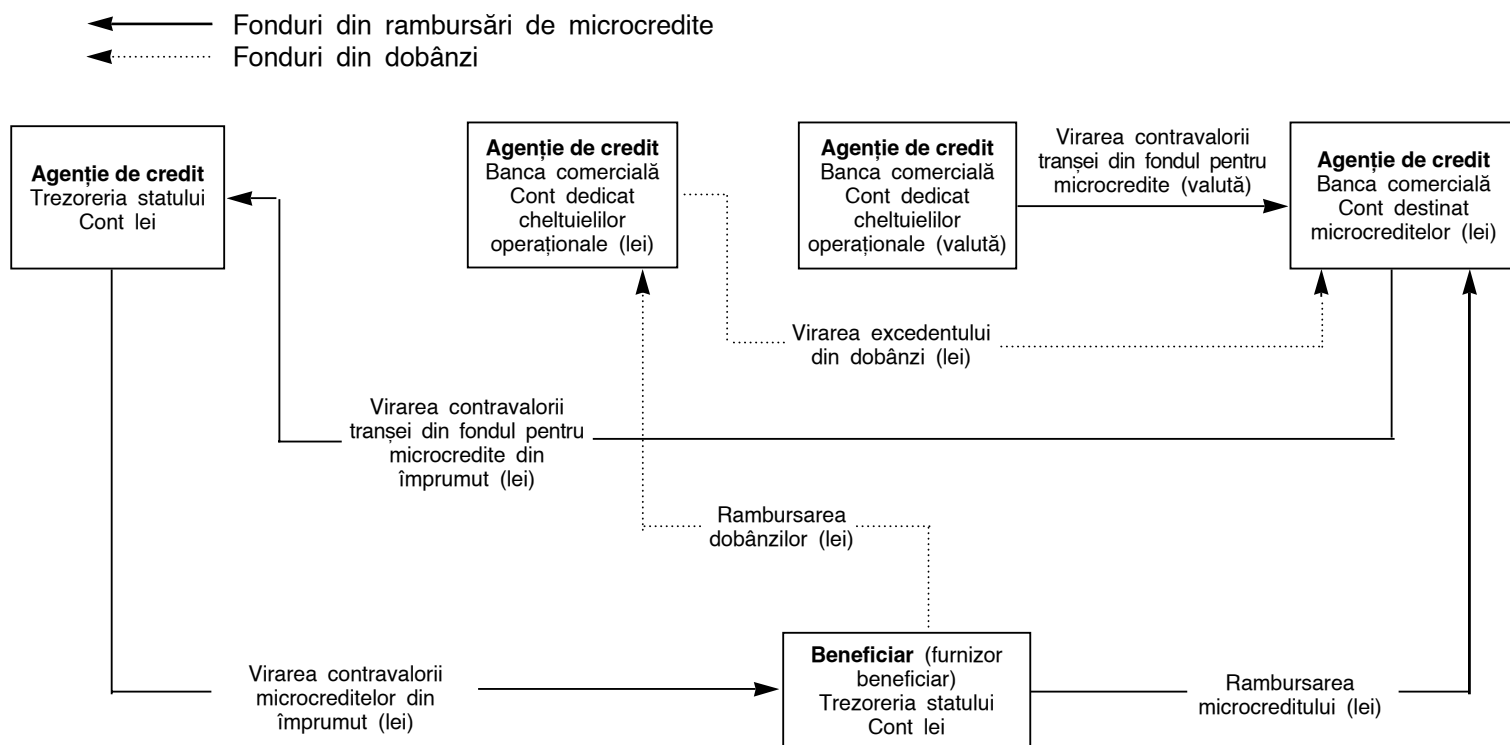 Fonduri din rambursări de microcredite
Fonduri din dobânzi
Agenție de credit
Trezoreria statului
Cont lei
Agenție de credit
Banca comercială
Cont dedicat
cheltuielilor
operaționale (lei)
Agenție de credit
Banca comercială
Cont dedicat
cheltuielilor
operaționale (valută)
Virarea contravalorii
tranșei din fondul pentru
microcredite (valută)
Agenție de credit
Banca comercială
Cont destinat
microcreditelor (lei)
Virarea excedentului
din dobânzi (lei)
Virarea contravalorii
tranșei din fondul pentru
microcredite din
împrumut (lei)
Rambursarea
dobânzilor (lei)
Virarea contravalorii
microcreditelor din
împrumut (lei)
Beneficiar (furnizor
beneficiar)
Trezoreria statului
Cont lei
Rambursarea
microcreditului (lei)